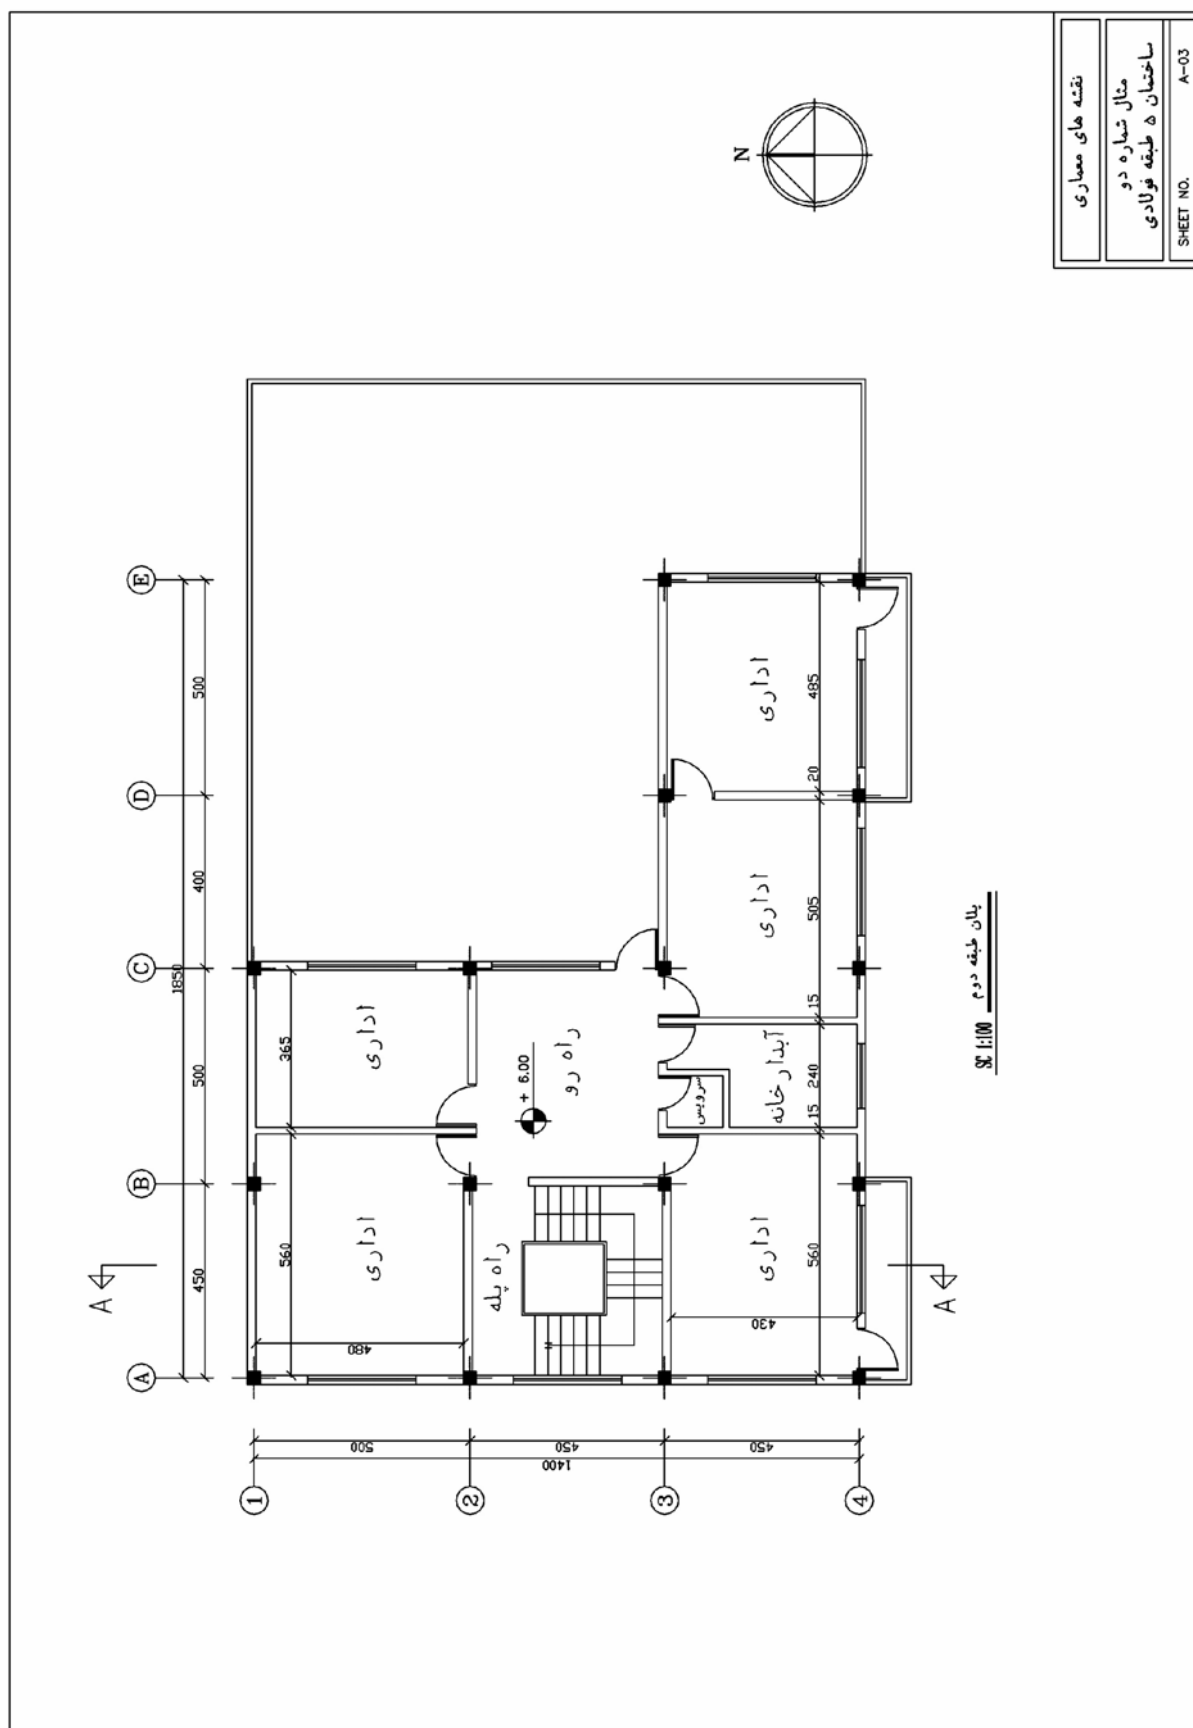 نقشه های معماری
مثال شماره دو
ساختمان ۵ طبقه فولادی
SHEET NO. A-03
N
A
B
C
D
E
450
500
400
500
1850
A
A
اداری
560
480
اداری
365
راه پله
راه رو
+ 6.00
سرویس
آبدارخانه
اداری
560
430
15
240
15
اداری
505
20
اداری
485
1
2
3
4
500
450
450
1400
پلان طبقه دوم
SC 1:100